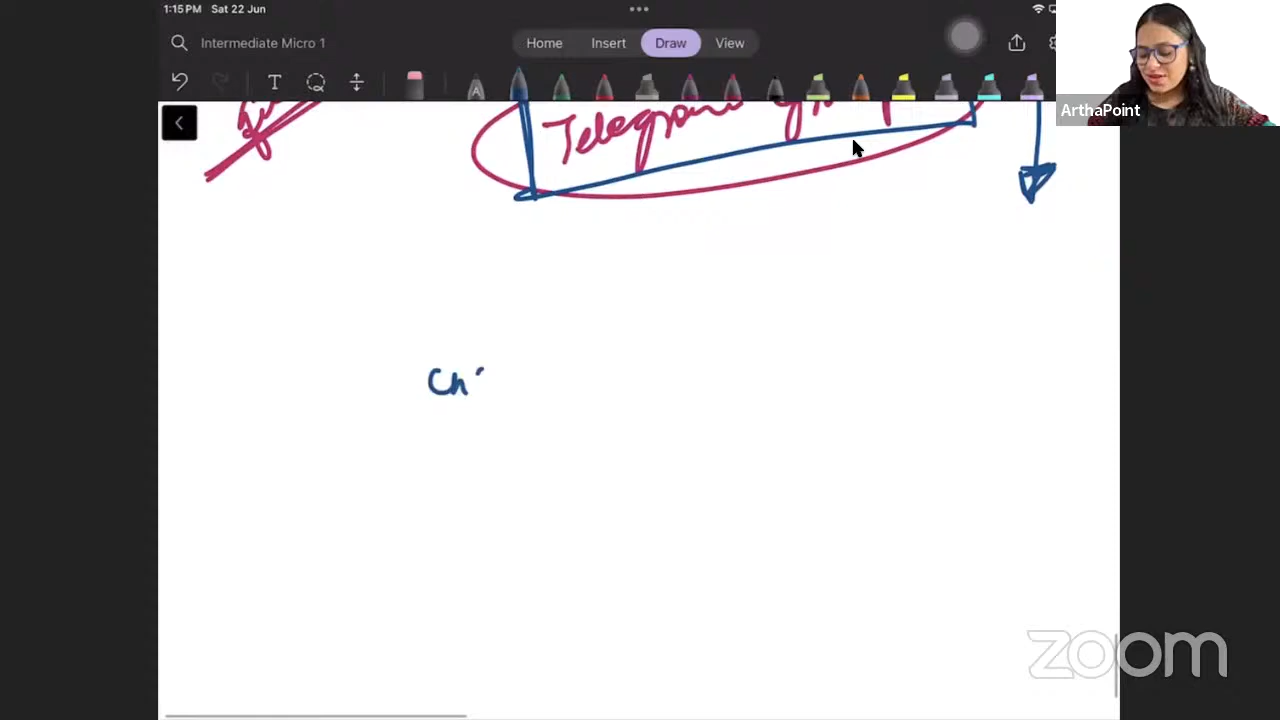 1:15 PM Sat 22 Jun
Intermediate Micro 1
Home Insert Draw View
A
ArthaPoint
Telegram
Ch
zoom